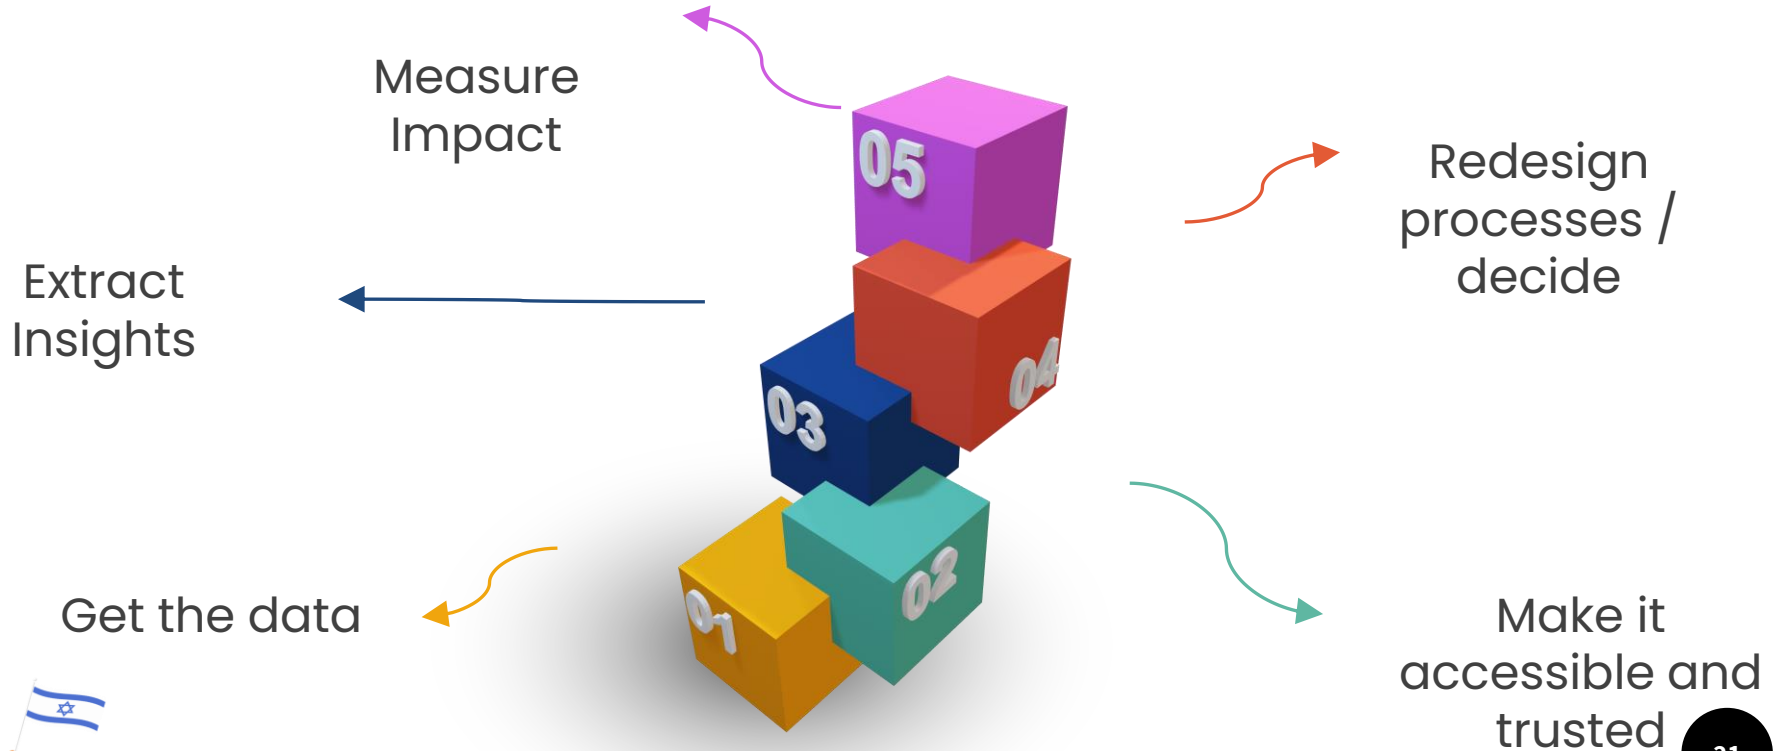 Measure
Impact
05
Redesign
processes /
decide
Extract
Insights
04
03
02
Get the data
01
Make it
accessible and
trusted